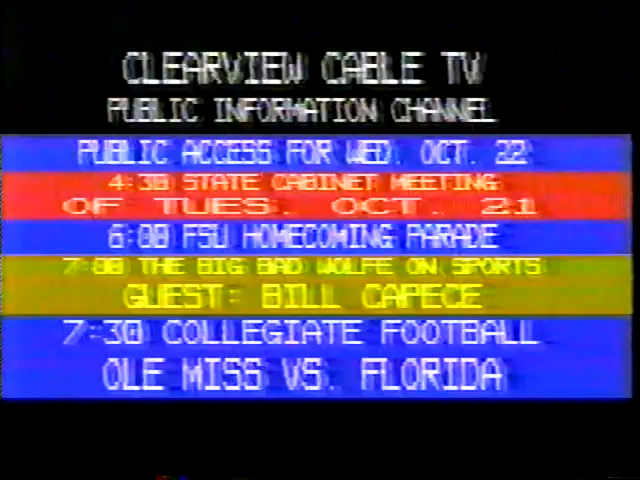 CLEARVIEW CABLE TV
PUBLIC INFORMATION CHANNEL
PUBLIC ACCESS FOR WED. OCT. 22
4:30 STATE CABINET MEETING
OF TUES. OCT. 21
6:00 FSU HOMECOMING PARADE
7:00 THE BIG BAD WOLFE ON SPORTS
GUEST: BILL CAPECE
7:30 COLLEGIATE FOOTBALL
OLE MISS VS. FLORIDA